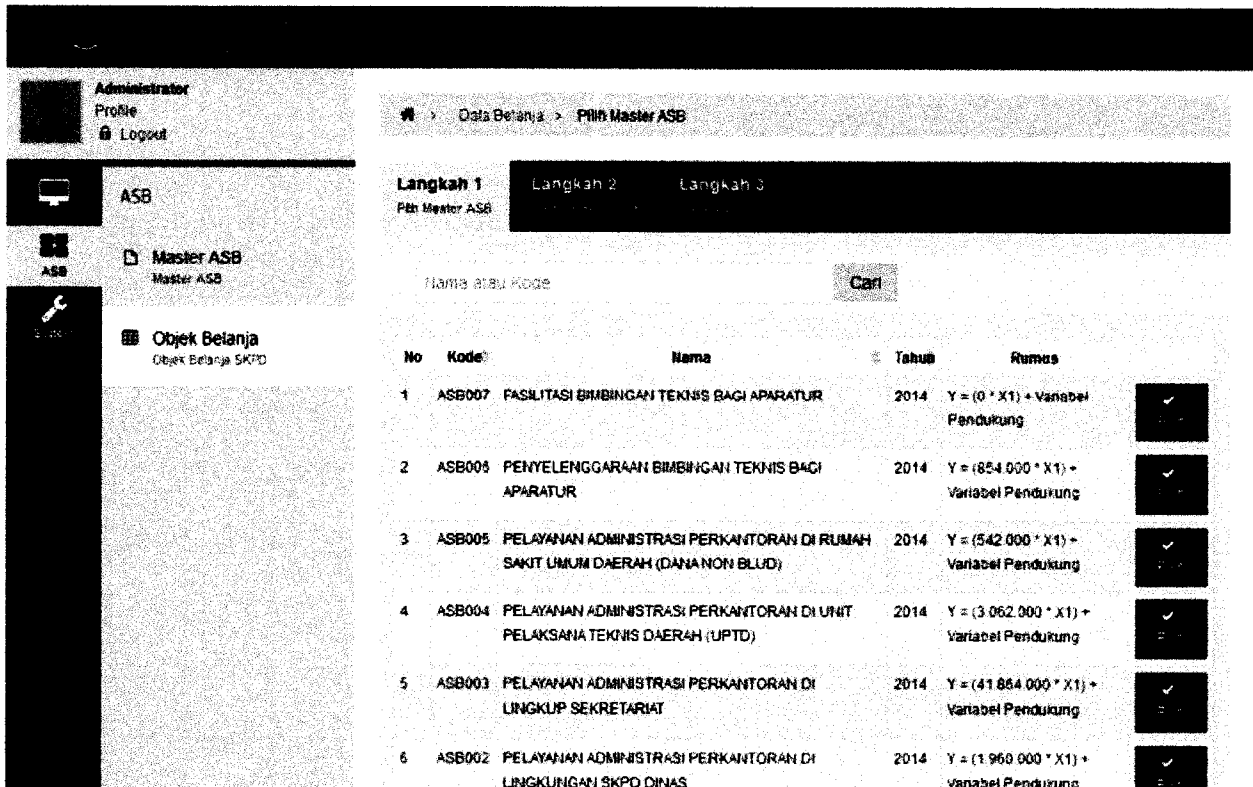 Administrator
Profile
Logout
Data Belanja > Pilih Master ASB
Langkah 1
Langkah 2
Langkah 3
Pilih Master ASB
ASB
ASB
Master ASB
Master ASB
Objek Belanja
Objek Belanja SKPD
Nama atau Kode
Cari
No Kode Nama Tahun Rumus
1 ASB007 FASILITASI BIMBINGAN TEKNIS BAGI APARATUR 2014 Y = (0 * X1) + Variabel
Pendukung
2 ASB006 PENYELENGGARAAN BIMBINGAN TEKNIS BAGI 2014 Y = (854.000 * X1) +
APARATUR Variabel Pendukung
3 ASB005 PELAYANAN ADMINISTRASI PERKANTORAN DI RUMAH 2014 Y = (542.000 * X1) +
SAKIT UMUM DAERAH (DANA NON BLUD) Variabel Pendukung
4 ASB004 PELAYANAN ADMINISTRASI PERKANTORAN DI UNIT 2014 Y = (3.062.000 * X1) +
PELAKSANA TEKNIS DAERAH (UPTD) Variabel Pendukung
5 ASB003 PELAYANAN ADMINISTRASI PERKANTORAN DI 2014 Y = (41.864.000 * X1) +
LINGKUP SEKRETARIAT Variabel Pendukung
6 ASB002 PELAYANAN ADMINISTRASI PERKANTORAN DI 2014 Y = (1.960.000 * X1) +
LINGKUNGAN SKPD DINAS Variabel Pendukung